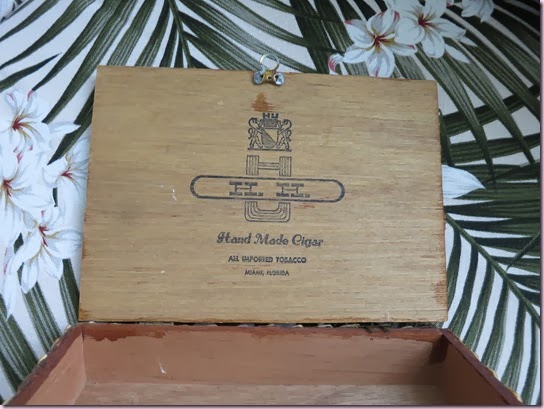 H. H.
Hand Made Cigar
ALL IMPORTED TOBACCO
MIAMI, FLORIDA